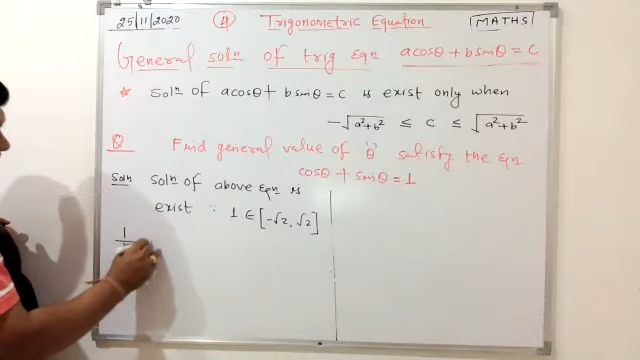 25/11/2020 4 Trigonometric Equation MATHS
General solⁿ of trig Eqn acosθ + bsinθ = c
* Solⁿ of acosθ + bsinθ = c is exist only when
-√a²+b² ≤ c ≤ √a²+b²
Q Find general value of 'θ' satisfy the Eqn
cosθ + sinθ = 1
Solⁿ Solⁿ of above Eqn is
exist ∵ 1 ∈ [-√2, √2]
1